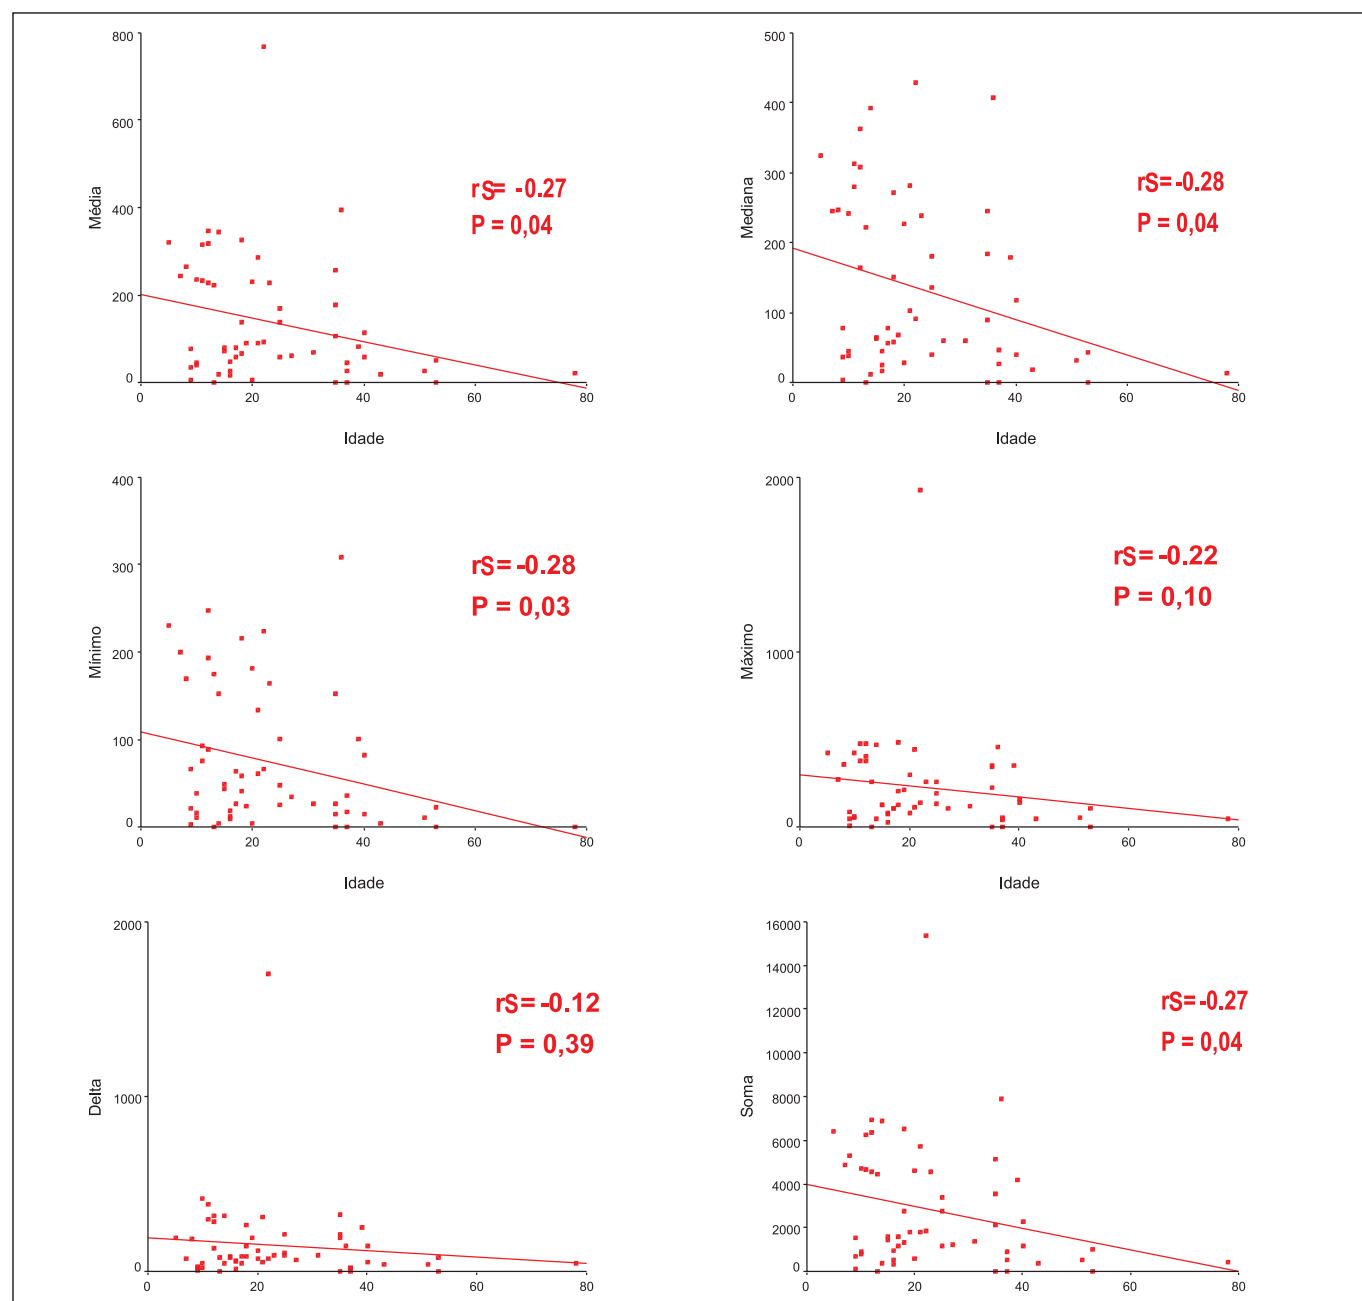 800
600
400
200
0
Média
rS= -0.27
P = 0,04
0 20 40 60 80
Idade
500
400
300
200
100
0
Mediana
rS= -0.28
P = 0,04
0 20 40 60 80
Idade
400
300
200
100
0
Mínimo
rS= -0.28
P = 0,03
0 20 40 60 80
Idade
2000
1000
0
Máximo
rS= -0.22
P = 0,10
0 20 40 60 80
Idade
2000
1000
0
Delta
rS= -0.12
P = 0,39
0 20 40 60 80
16000
14000
12000
10000
8000
6000
4000
2000
0
Soma
rS= -0.27
P = 0,04
0 20 40 60 80